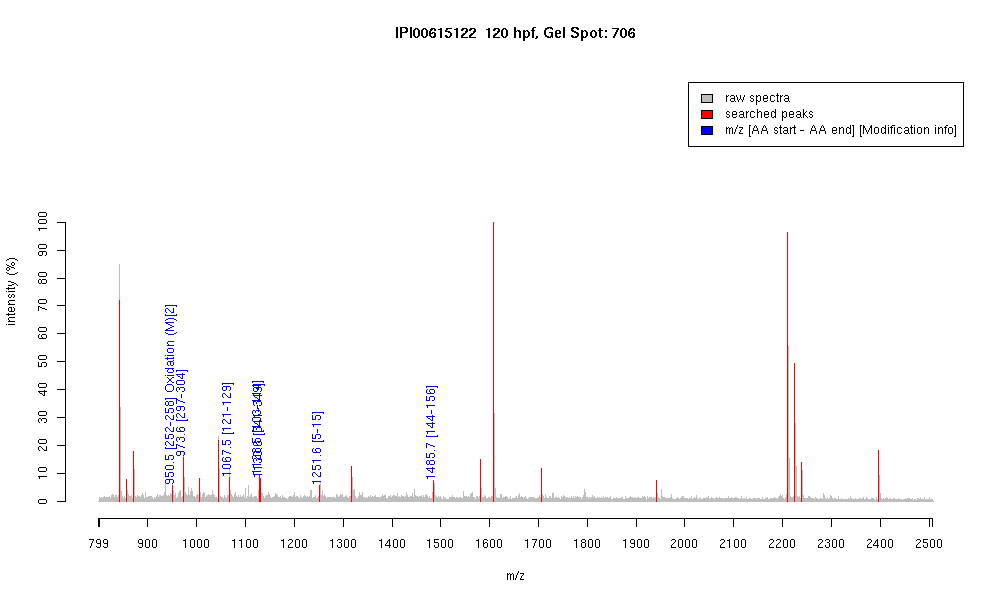 IPI00615122 120 hpf, Gel Spot: 706
raw spectra
searched peaks
m/z [AA start - AA end] [Modification info]
intensity (%)
100
90
80
70
60
50
40
30
20
10
0
950.5 [252-258] Oxidation (M)[2]
973.6 [297-304]
1067.5 [121-129]
1251.6 [5-15]
1485.7 [144-156]
799 900 1000 1100 1200 1300 1400 1500 1600 1700 1800 1900 2000 2100 2200 2300 2400 2500
m/z